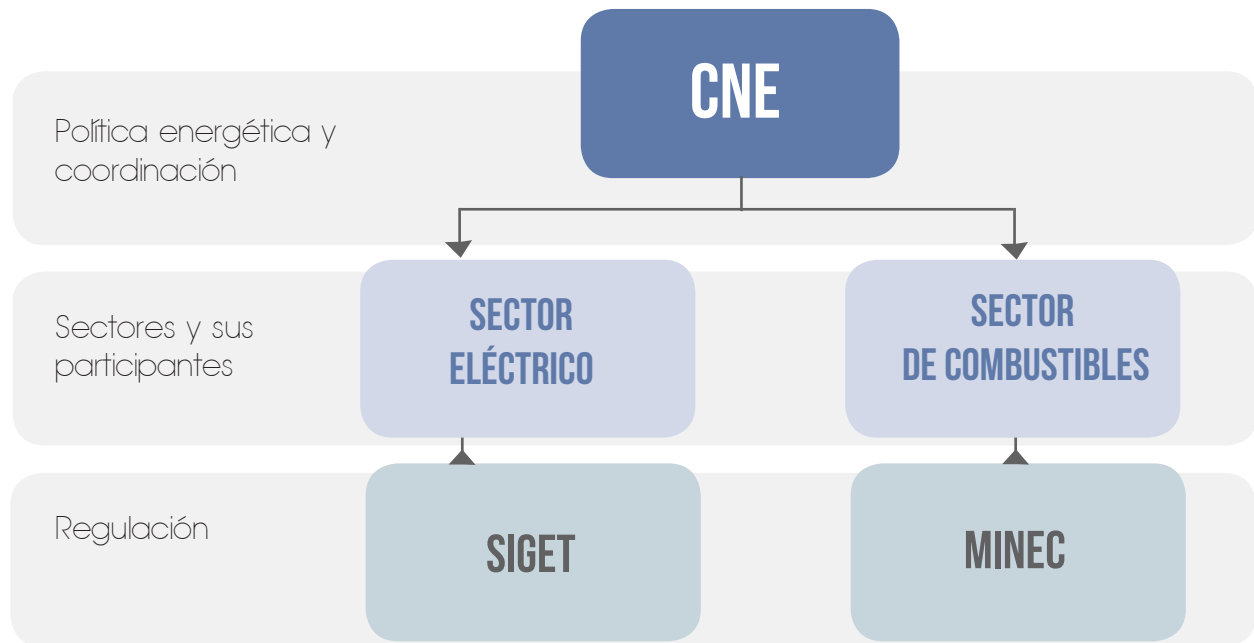 CNE
Política energética y
coordinación
Sectores y sus
participantes
SECTOR
ELÉCTRICO
SECTOR
DE COMBUSTIBLES
Regulación
SIGET
MINEC